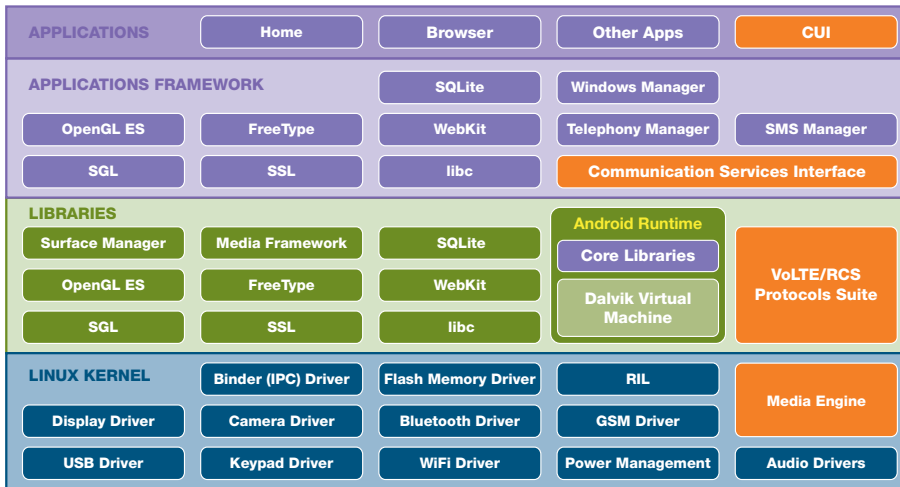 APPLICATIONS
Home
Browser
Other Apps
CUI
APPLICATIONS FRAMEWORK
SQLite
Windows Manager
OpenGL ES
FreeType
WebKit
Telephony Manager
SMS Manager
SGL
SSL
libc
Communication Services Interface
LIBRARIES
Surface Manager
Media Framework
SQLite
OpenGL ES
FreeType
WebKit
SGL
SSL
libc
Android Runtime
Core Libraries
Dalvik Virtual
Machine
VoLTE/RCS
Protocols Suite
LINUX KERNEL
Binder (IPC) Driver
Flash Memory Driver
RIL
Media Engine
Display Driver
Camera Driver
Bluetooth Driver
GSM Driver
USB Driver
Keypad Driver
WiFi Driver
Power Management
Audio Drivers